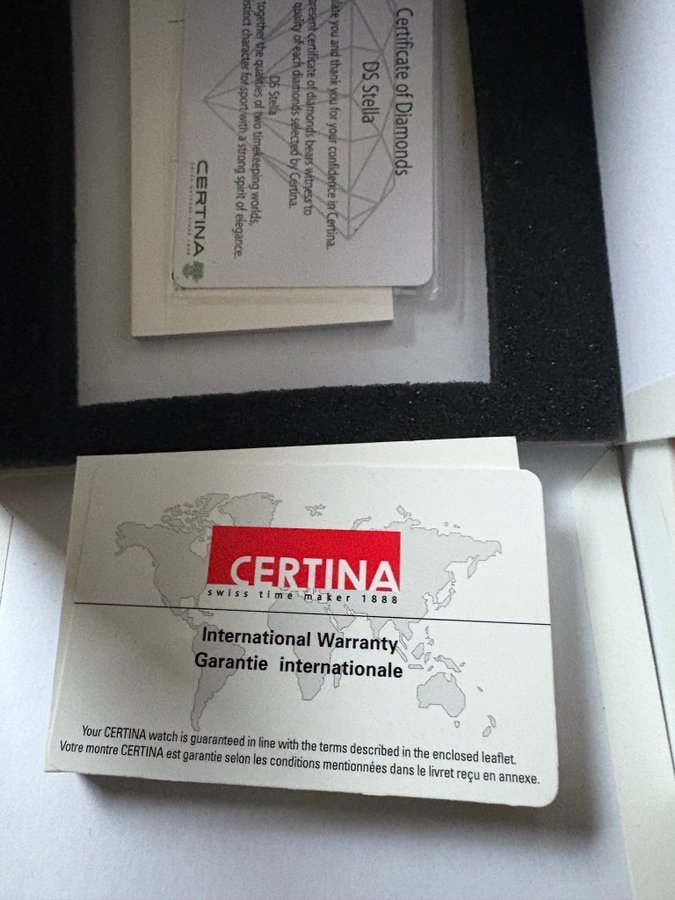 Certificate of Diamonds
DS Stella
you and thank you for your confidence in Certina.
present certificate of diamonds bears witness to
quality of each diamonds selected by Certina.
DS Stella
together the qualities of two timekeeping worlds,
distinct character for sport with a strong spirit of elegance.
CERTINA
CERTINA
swiss time maker 1888
International Warranty
Garantie internationale
Your CERTINA watch is guaranteed in line with the terms described in the enclosed leaflet.
Votre montre CERTINA est garantie selon les conditions mentionnées dans le livret reçu en annexe.